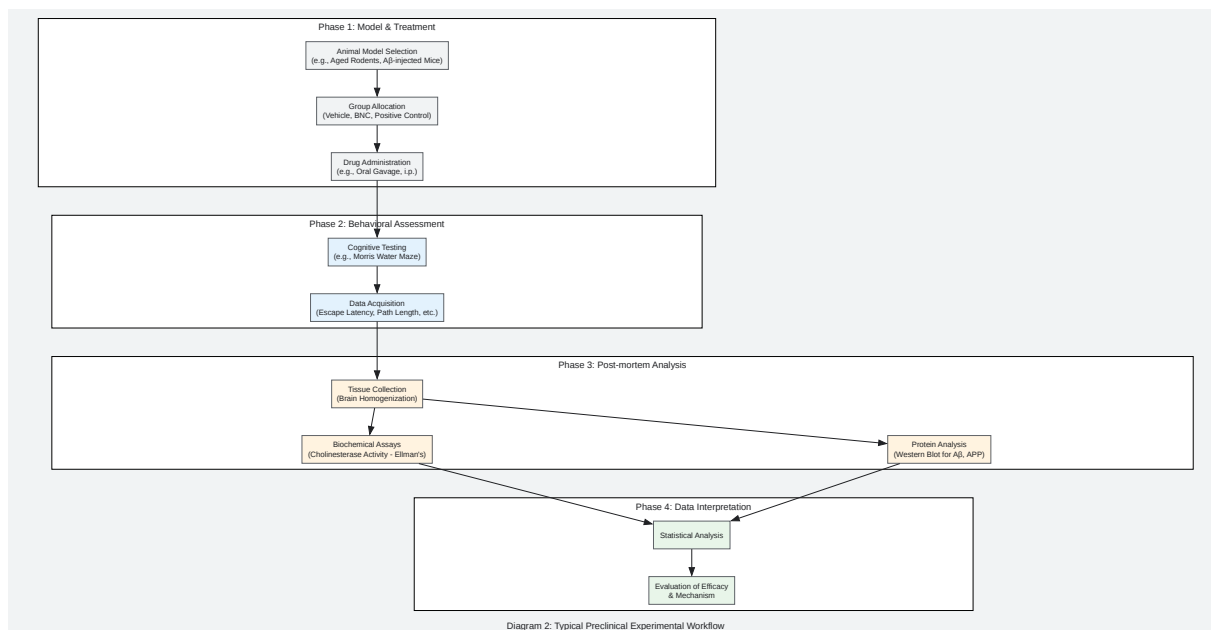 Phase 1: Model & Treatment
Animal Model Selection
(e.g., Aged Rodents, Aβ-injected Mice)
Group Allocation
(Vehicle, BNC, Positive Control)
Drug Administration
(e.g., Oral Gavage, i.p.)
Phase 2: Behavioral Assessment
Cognitive Testing
(e.g., Morris Water Maze)
Data Acquisition
(Escape Latency, Path Length, etc.)
Phase 3: Post-mortem Analysis
Tissue Collection
(Brain Homogenization)
Biochemical Assays
(Cholinesterase Activity - Ellman's)
Protein Analysis
(Western Blot for Aβ, APP)
Phase 4: Data Interpretation
Statistical Analysis
Evaluation of Efficacy
& Mechanism
Diagram 2: Typical Preclinical Experimental Workflow